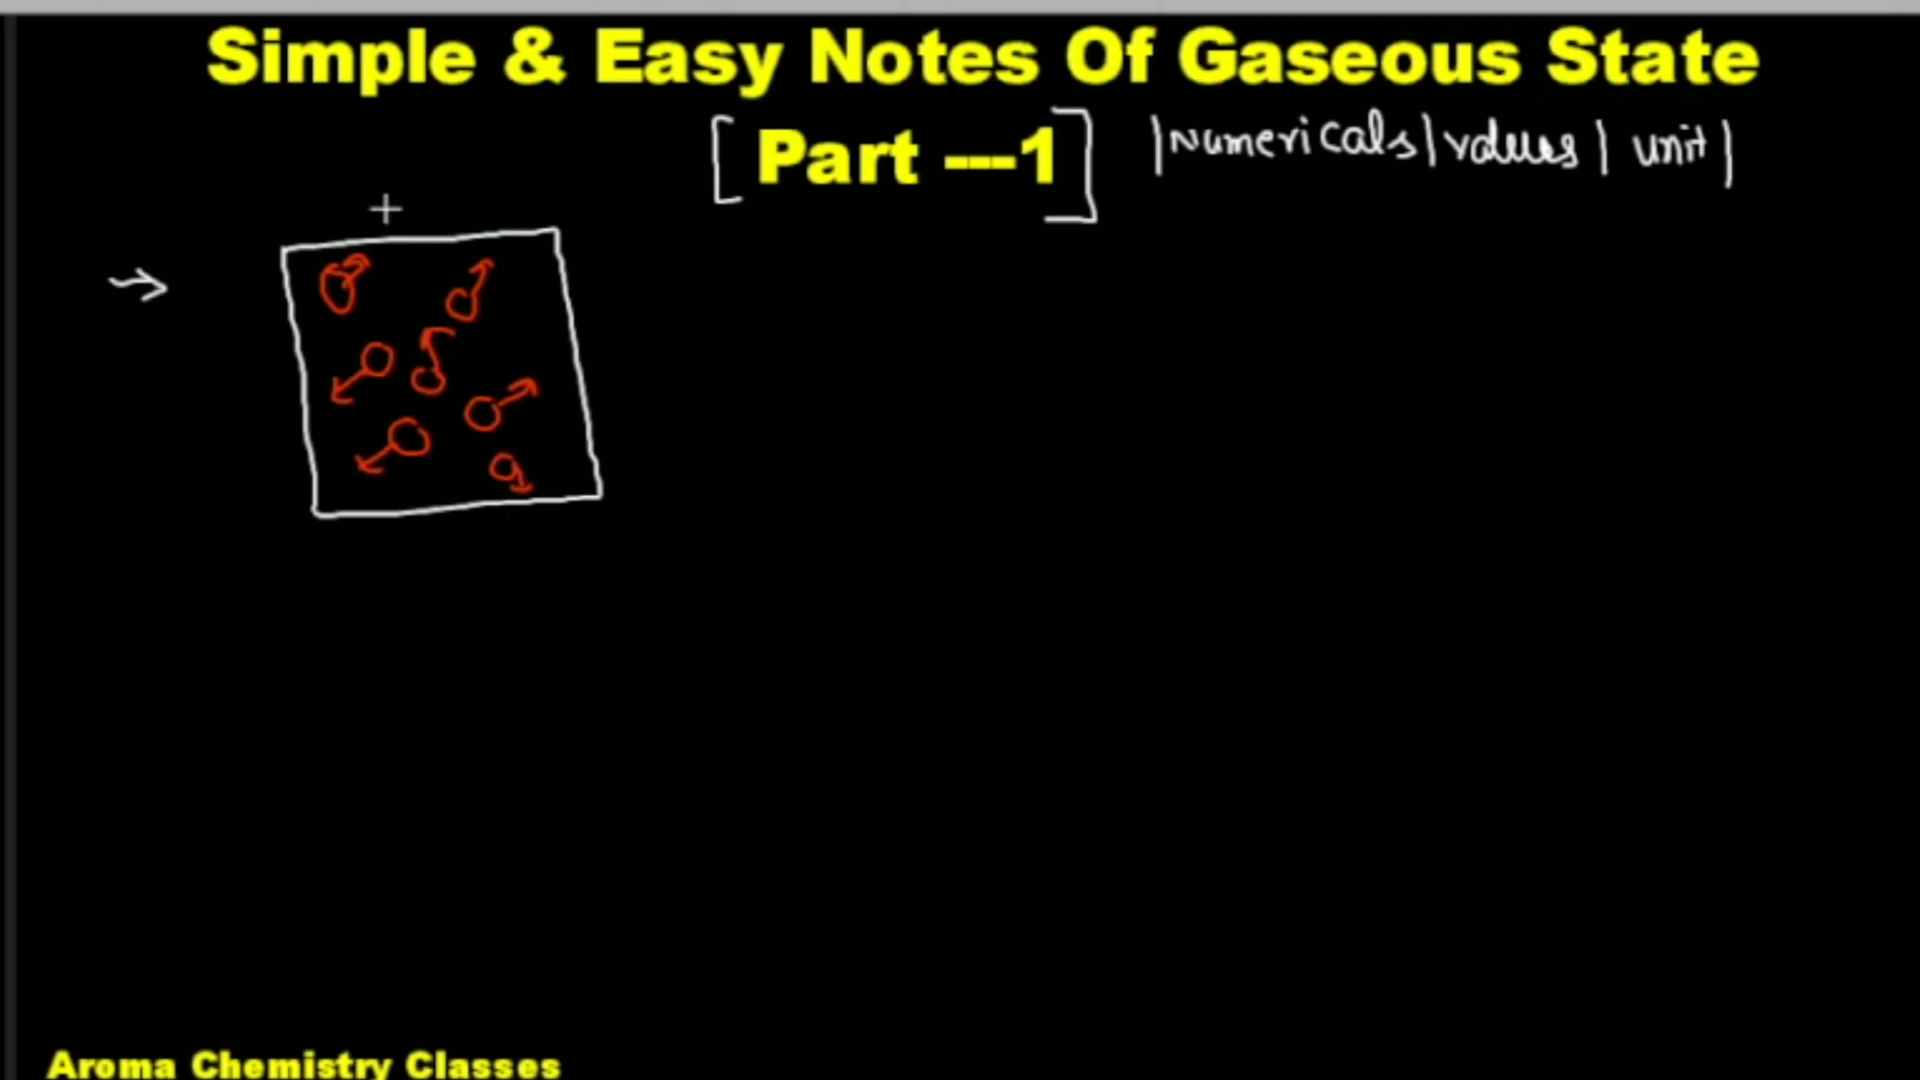 Simple & Easy Notes Of Gaseous State
[Part ---1] |Numericals|values| unit|
Aroma Chemistry Classes